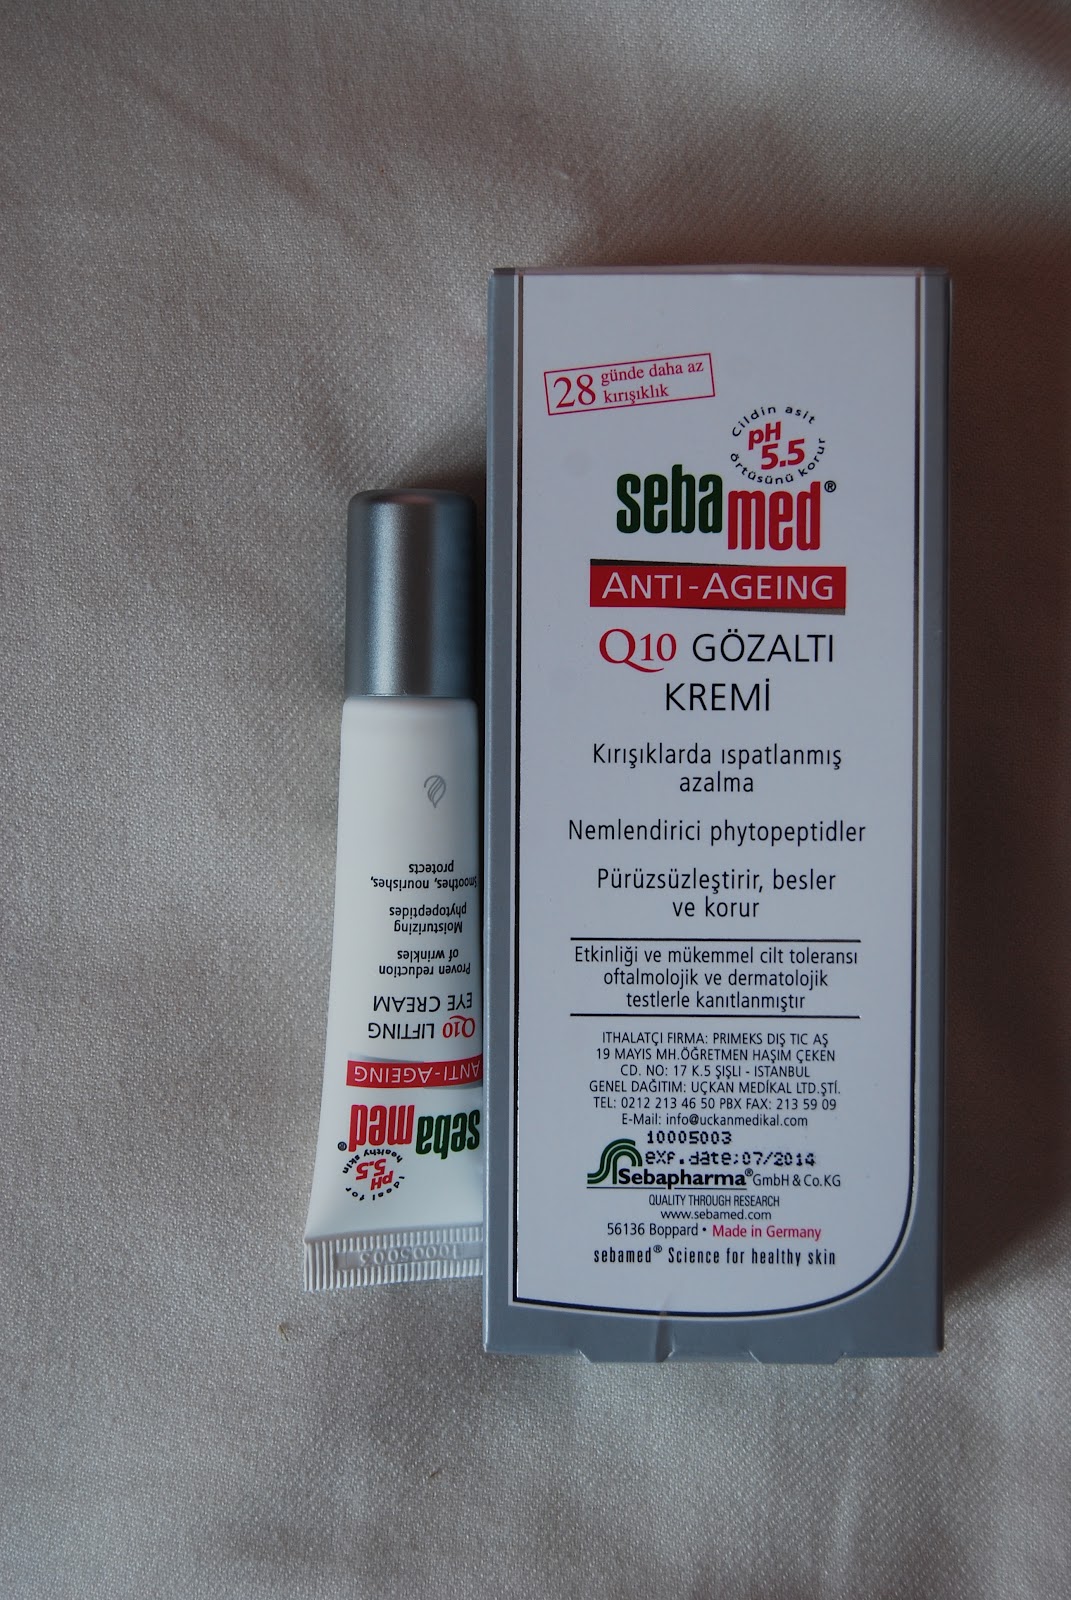 28 günde daha az
kırışıklık
Cildin asit
pH
5.5
örtüsünü korur
sebamed®
ANTI-AGEING
Q10 GÖZALTI
KREMİ
Kırışıklarda ıspatlanmış
azalma
Nemlendirici phytopeptidler
Pürüzsüzleştirir, besler
ve korur
Etkinliği ve mükemmel cilt toleransı
oftalmolojik ve dermatolojik
testlerle kanıtlanmıştır
ITHALATÇI FIRMA: PRIMEKS DIŞ TIC AŞ
19 MAYIS MH.ÖĞRETMEN HAŞIM ÇEKEN
CD. NO: 17 K.5 ŞIŞLI - ISTANBUL
GENEL DAĞITIM: UÇKAN MEDİKAL LTD.ŞTİ.
TEL: 0212 213 46 50 PBX FAX: 213 59 09
E-Mail: info@uckanmedikal.com
10005003
exp.date:07/2014
Sebapharma® GmbH & Co.KG
QUALITY THROUGH RESEARCH
www.sebamed.com
56136 Boppard • Made in Germany
sebamed® Science for healthy skin
ideal for
pH
5.5
healthy skin
sebamed®
ANTI-AGEING
Q10 LIFTING
EYE CREAM
Proven reduction
of wrinkles
Moisturizing
phytopeptides
Smoothes, nourishes,
protects
10005003